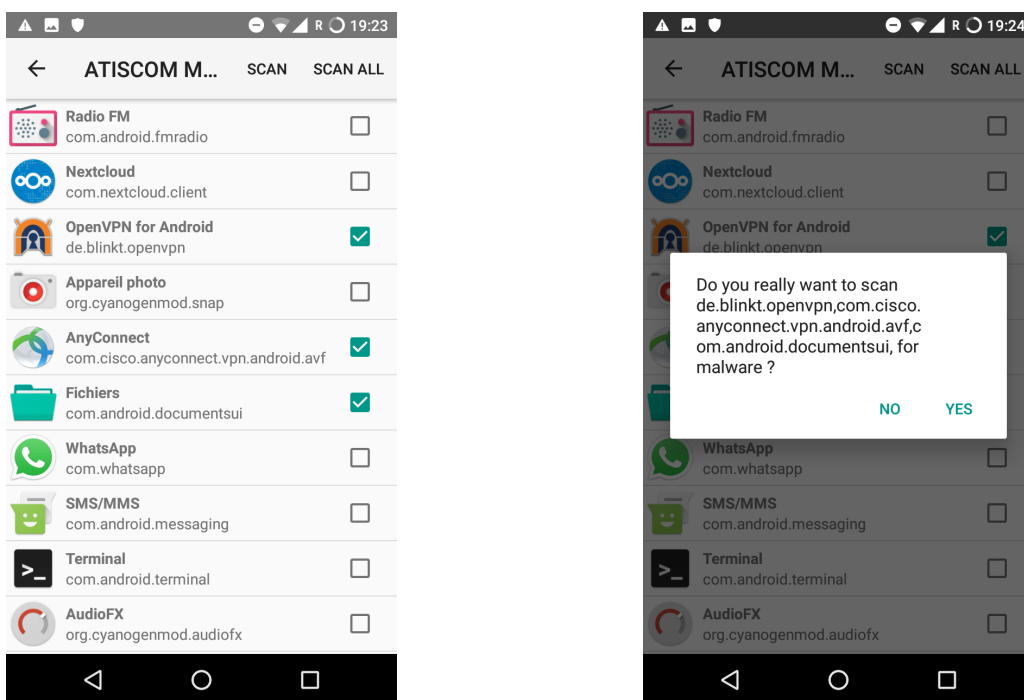 19:23
ATISCOM M... SCAN SCAN ALL
Radio FM
com.android.fmradio
Nextcloud
com.nextcloud.client
OpenVPN for Android
de.blinkt.openvpn
Appareil photo
org.cyanogenmod.snap
AnyConnect
com.cisco.anyconnect.vpn.android.avf
Fichiers
com.android.documentsui
WhatsApp
com.whatsapp
SMS/MMS
com.android.messaging
>_
Terminal
com.android.terminal
AudioFX
org.cyanogenmod.audiofx
R 19:24
ATISCOM M... SCAN SCAN ALL
Radio FM
com.android.fmradio
Nextcloud
com.nextcloud.client
OpenVPN for Android
de.blinkt.openvpn
Do you really want to scan
de.blinkt.openvpn,com.cisco.
anyconnect.vpn.android.avf,c
om.android.documentsui, for
malware ?
NO YES
WhatsApp
com.whatsapp
SMS/MMS
com.android.messaging
>_
Terminal
com.android.terminal
AudioFX
org.cyanogenmod.audiofx